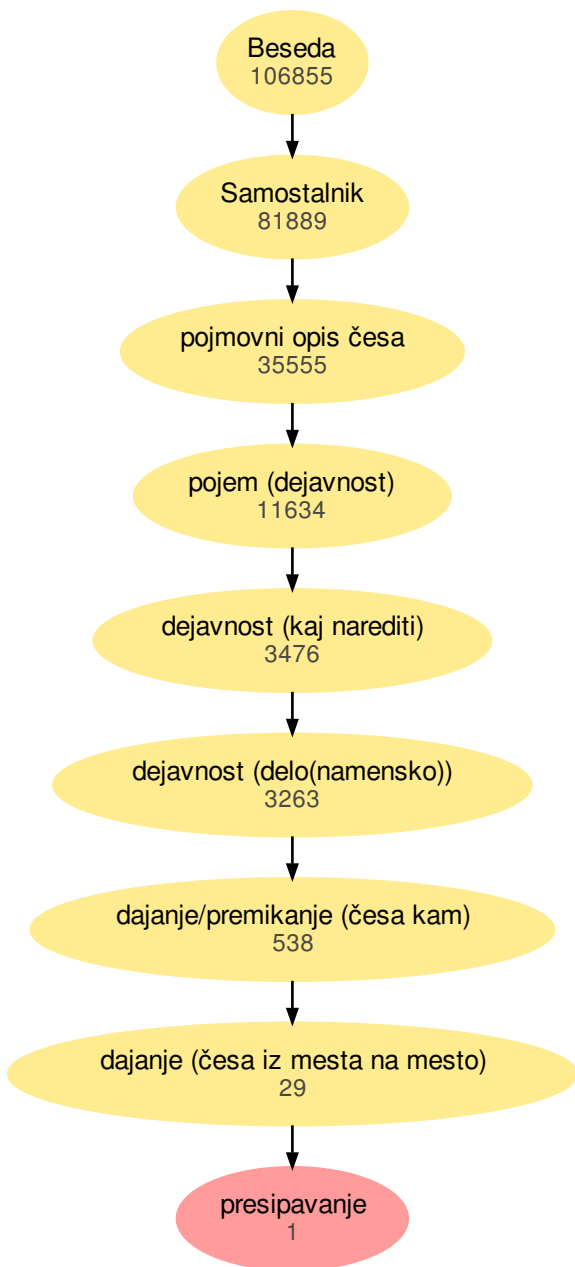 Beseda
106855
Samostalnik
81889
pojmovni opis česa
35555
pojem (dejavnost)
11634
dejavnost (kaj narediti)
3476
dejavnost (delo(namensko))
3263
dajanje/premikanje (česa kam)
538
dajanje (česa iz mesta na mesto)
29
presipavanje
1